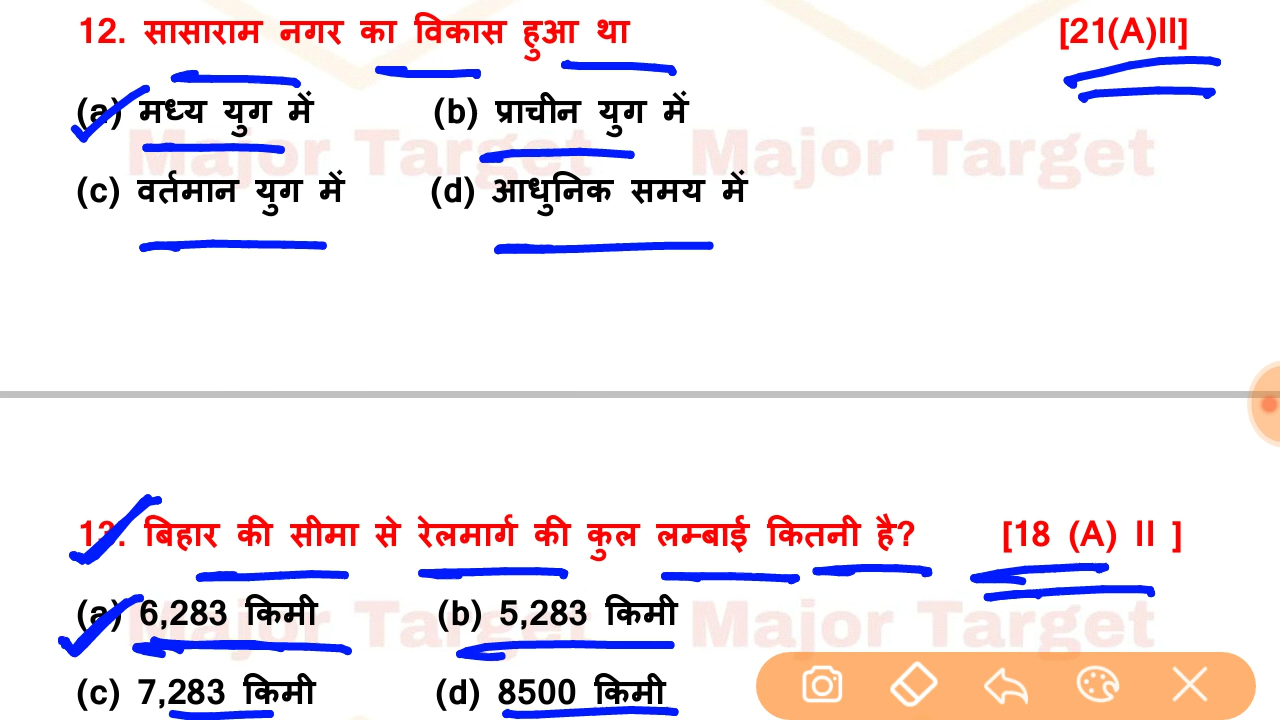 12. सासाराम नगर का विकास हुआ था [21(A)II]
(a) मध्य युग में (b) प्राचीन युग में
Major Target Major Target
(c) वर्तमान युग में (d) आधुनिक समय में
13. बिहार की सीमा से रेलमार्ग की कुल लम्बाई कितनी है? [18 (A) II ]
(a) 6,283 किमी (b) 5,283 किमी
Major Target Major Target
(c) 7,283 किमी (d) 8500 किमी